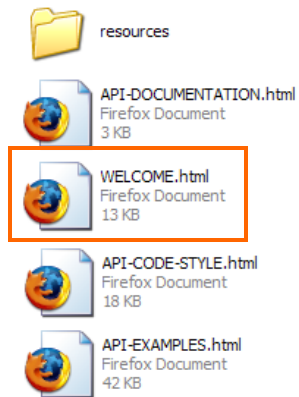 resources
API-DOCUMENTATION.html
Firefox Document
3 KB
WELCOME.html
Firefox Document
13 KB
API-CODE-STYLE.html
Firefox Document
18 KB
API-EXAMPLES.html
Firefox Document
42 KB